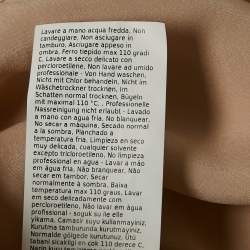 Lavare a mano acqua fredda, Non
candeggiare, Non asciugare in
tamburo, Asciugare appeso in
ombra, Ferro tiepido max 110 gradi
C, Lavare a secco delicato con
percloroetilene, Non lavare ad umido
professionale - Von Hand waschen,
Nicht mit Chlor behandeln, Nicht im
Wäschetrockner trocknen, Im
Schatten normal trocknen, Bügeln
mit maximal 110 °C, , Professionelle
Nassreinigung nicht erlaubt - Lavado
a mano con agua fría, No blanquear,
No secar a máquina, Secado normal
a la sombra, Planchado a
temperatura fria, Limpieza en seco
muy delicada, cualquier solvente
excepto tricloroetileno, No limpieza
professional en agua - Lavar a mão
em água fria, Não branquear, Não
secar em tambor, Secar
normalmente à sombra, Baixa
temperatura max 110 graus, Lavar
em seco delicadamente com
percloroetileno, Não lavar em água
profissional - soguk su ile elle
yıkama, Camasir suyu kullanmayiniz,
Kurutma tamburunda kurutmayınız,
Normalde gölgede kurutunuz, Ütünün
taban sicakligi en cok 110 derece C,